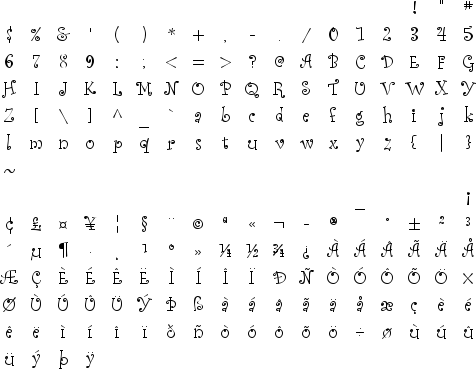 ! " #
$ % & ' ( ) * + , - . / 0 1 2 3 4 5
6 7 8 9 : ; < = > ? @ A B C D E F G
H I J K L M N O P Q R S T U V W X Y
Z [ \ ] ^ _ ` a b c d e f g h i j k
l m n o p q r s t u v w x y z { | }
~
¡
¢ £ ¤ ¥ ¦ § ¨ © ª « ¬ - ® ¯ ° ± ² ³
´ µ ¶ · ¸ ¹ º » ¼ ½ ¾ ¿ À Á Â Ã Ä Å
Æ Ç È É Ê Ë Ì Í Î Ï Ð Ñ Ò Ó Ô Õ Ö ×
Ø Ù Ú Û Ü Ý Þ ß à á â ã ä å æ ç è é
ê ë ì í î ï ð ñ ò ó ô õ ö ÷ ø ù ú û
ü ý þ ÿ